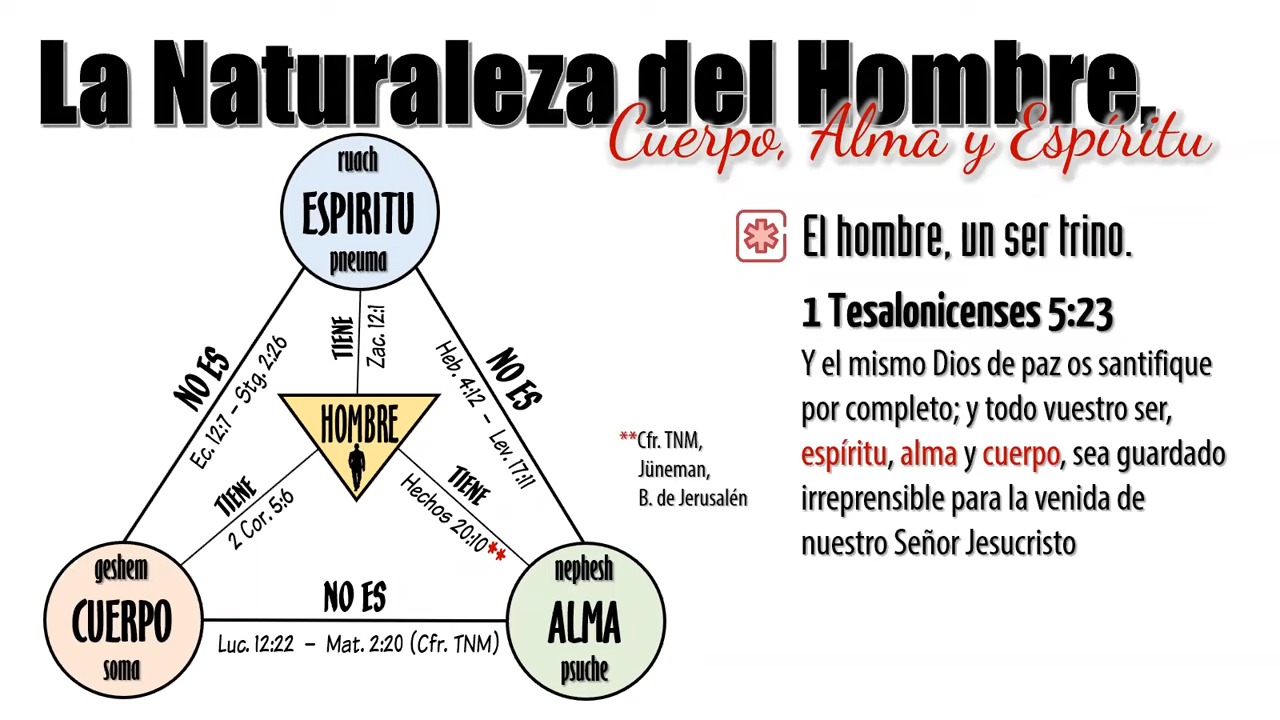 La Naturaleza del Hombre.
Cuerpo, Alma y Espíritu
ruach
ESPIRITU
pneuma
NO ES
Ec. 12:7 – Stg. 2:26
TIENE
Zac. 12:1
NO ES
Heb. 4:12 – Lev. 17:11
HOMBRE
TIENE
2 Cor. 5:6
TIENE
Hechos 20:10**
**Cfr. TNM,
Jüneman,
B. de Jerusalén
geshem
CUERPO
soma
NO ES
Luc. 12:22 – Mat. 2:20 (Cfr. TNM)
nephesh
ALMA
psuche
El hombre, un ser trino.
1 Tesalonicenses 5:23
Y el mismo Dios de paz os santifique
por completo; y todo vuestro ser,
espíritu, alma y cuerpo, sea guardado
irreprensible para la venida de
nuestro Señor Jesucristo